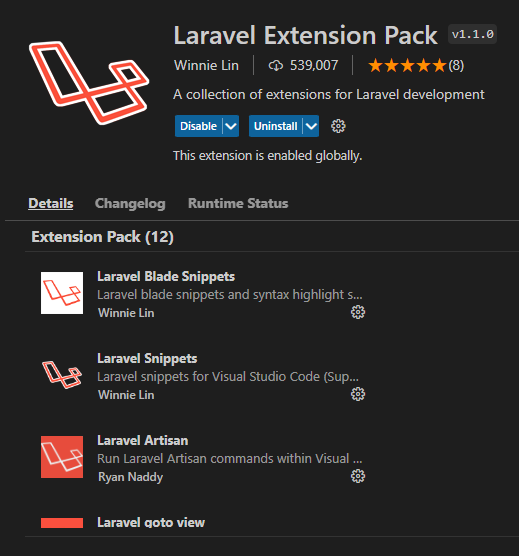 Laravel Extension Pack v1.1.0
Winnie Lin 539,007 (8)
A collection of extensions for Laravel development
Disable Uninstall
This extension is enabled globally.
Details Changelog Runtime Status
Extension Pack (12)
Laravel Blade Snippets
Laravel blade snippets and syntax highlight s...
Winnie Lin
Laravel Snippets
Laravel snippets for Visual Studio Code (Sup...
Winnie Lin
Laravel Artisan
Run Laravel Artisan commands within Visual ...
Ryan Naddy
Laravel goto view